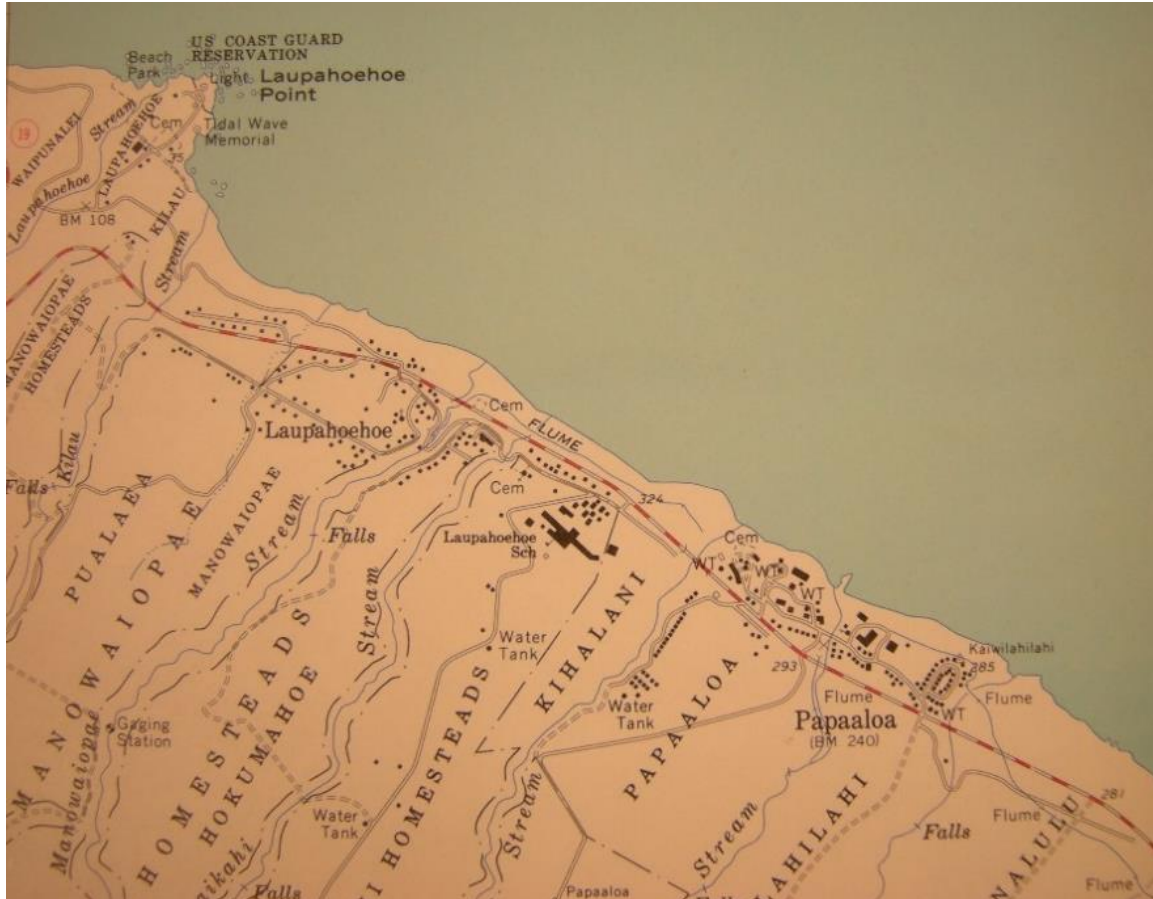 US COAST GUARD
RESERVATION
Beach
Park
Light
Laupahoehoe
Point
19
WAIPUNALEI
Stream
LAUPAHOEHOE
Cem
Tidal Wave
Memorial
35
Laupahoehoe
BM 108
KILAU
Stream
MANOWAIOPAE
HOMESTEADS
Laupahoehoe
Cem
FLUME
Kilau
Falls
Cem
324
PUALAEA
MANOWAIOPAE
MANOWAIOPAE
Stream
Falls
Laupahoehoe
Sch
Cem
WT
WT
WT
Stream
KIHALANI
Water
Tank
293
Kaiwilahilahi
385
Flume
Flume
WT
Papaaloa
(BM 240)
PAPAALOA
Water
Tank
Gaging
Station
Manowaiopae
HOMESTEADS
HOKUMAHOE
HOMESTEADS
Water
Tank
Stream
Stream
281
Flume
Falls
Falls
Papaaloa
Flume